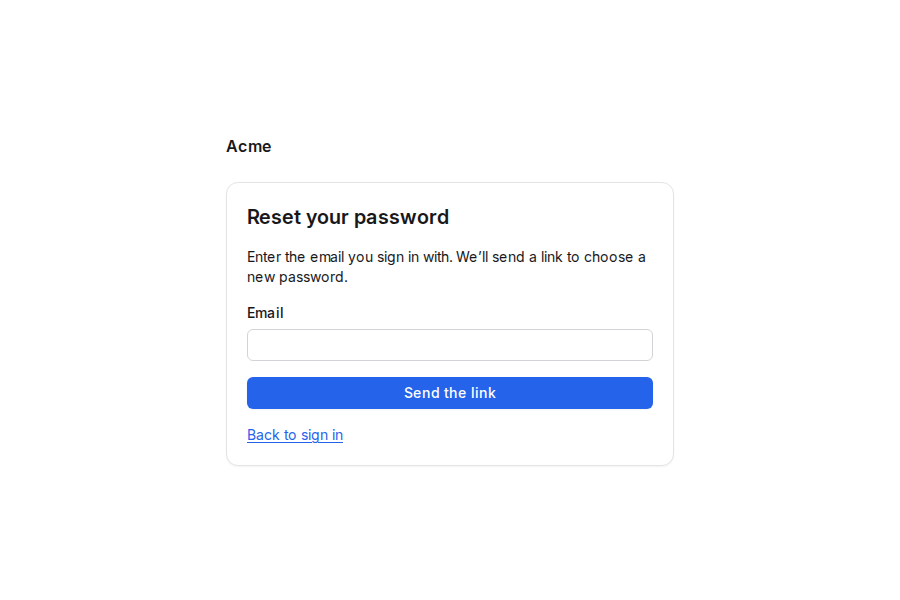 Acme
Reset your password
Enter the email you sign in with. We’ll send a link to choose a
new password.
Email
Send the link
Back to sign in